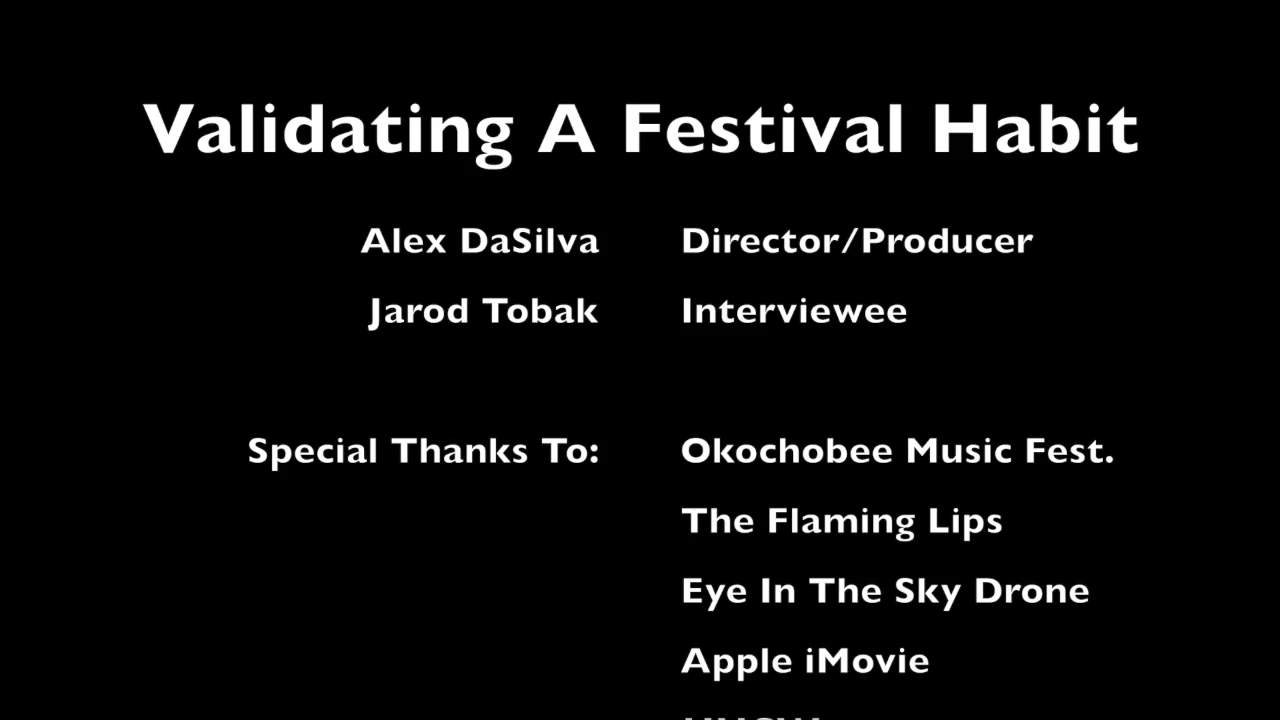 Validating A Festival Habit
Alex DaSilva Director/Producer
Jarod Tobak Interviewee
Special Thanks To: Okochobee Music Fest.
The Flaming Lips
Eye In The Sky Drone
Apple iMovie